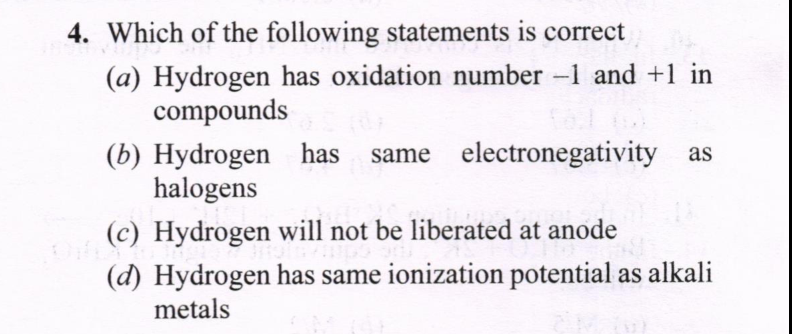 4. Which of the following statements is correct
(a) Hydrogen has oxidation number –1 and +1 in
compounds
(b) Hydrogen has same electronegativity as
halogens
(c) Hydrogen will not be liberated at anode
(d) Hydrogen has same ionization potential as alkali
metals